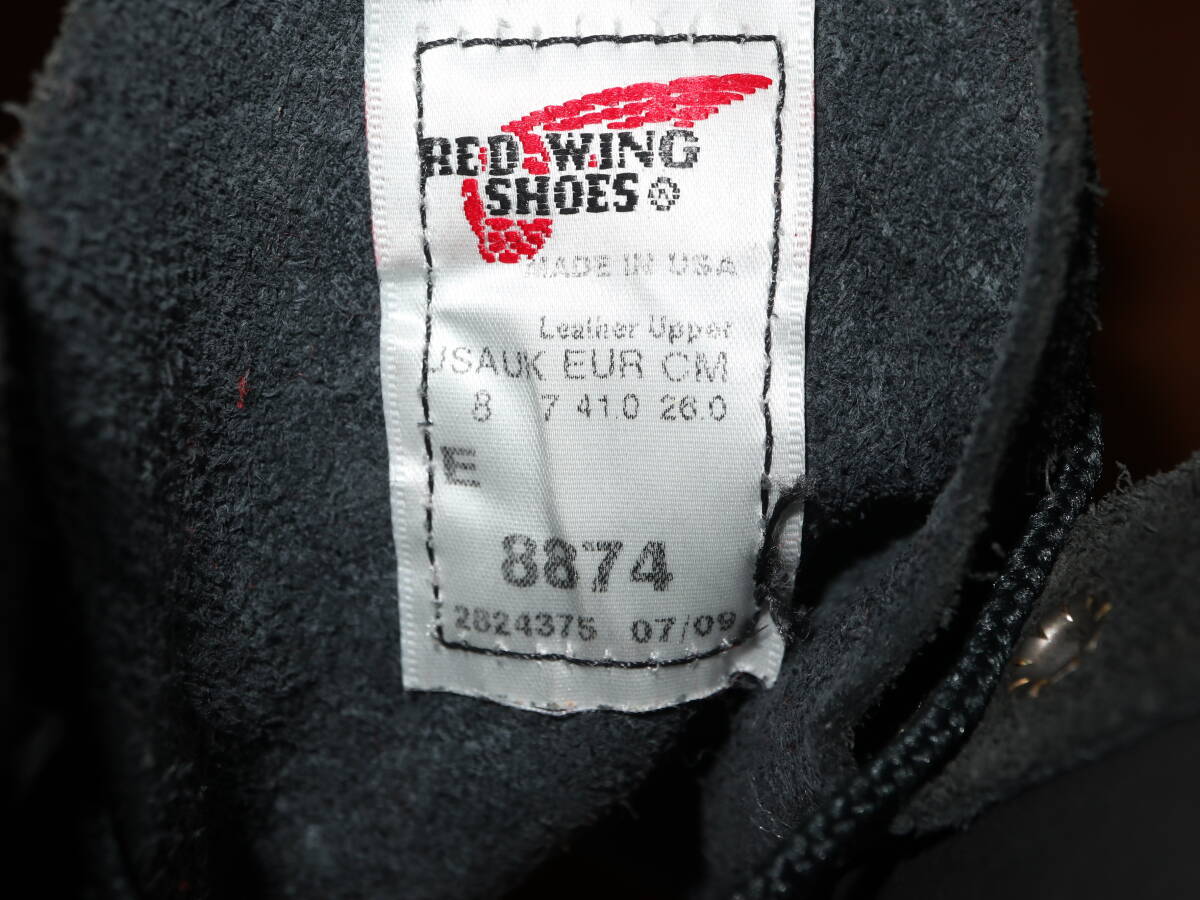 RED WING
SHOES ®
MADE IN USA
Leather Upper
USA UK EUR CM
8 7 41.0 26.0
E
8874
2824375 07/09